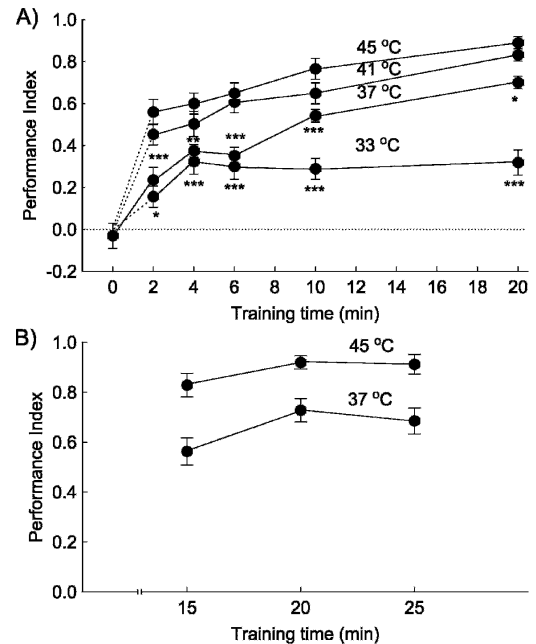 A)
1.0
0.8
0.6
0.4
0.2
0.0
-0.2
Performance Index
45 °C
41 °C
37 °C
33 °C
*** ** *** *** *
* *** *** *** ***
0 2 4 6 8 10 12 14 16 18 20
Training time (min)
B)
1.0
0.8
0.6
0.4
0.2
0.0
Performance Index
45 °C
37 °C
15 20 25
Training time (min)